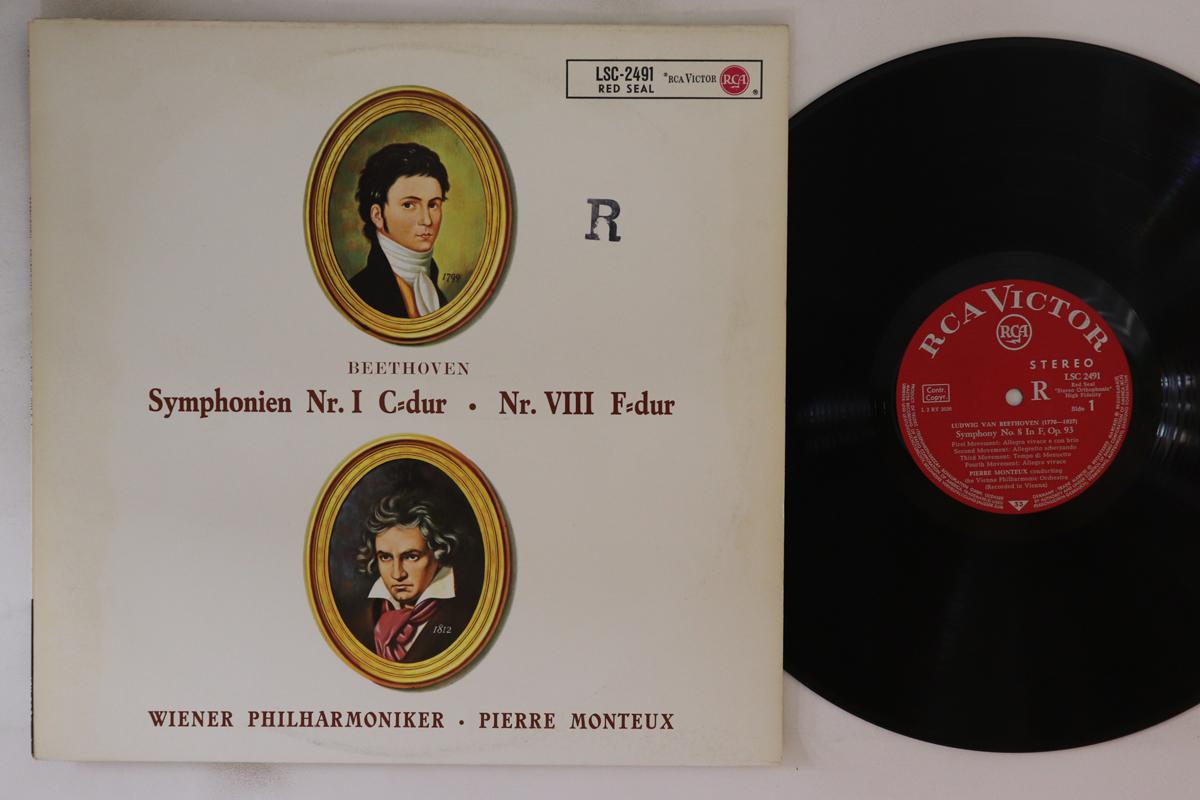 LSC-2491
RED SEAL
RCA VICTOR
RCA
R
1799
BEETHOVEN
Symphonien Nr. I C=dur · Nr. VIII F=dur
1812
WIENER PHILHARMONIKER · PIERRE MONTEUX
RCA VICTOR
RCA
STEREO
LSC 2491
Red Seal
"Stereo Orthophonic"
High Fidelity
Contr.
Copyr.
R
Side 1
LUDWIG VAN BEETHOVEN (1770—1827)
Symphony No. 8 In F, Op. 93
First Movement: Allegro vivace e con brio
Second Movement: Allegretto scherzando
Third Movement: Tempo di Menuetto
Fourth Movement: Allegro vivace
PIERRE MONTEUX conducting
the Vienna Philharmonic Orchestra
(Recorded in Vienna)
33